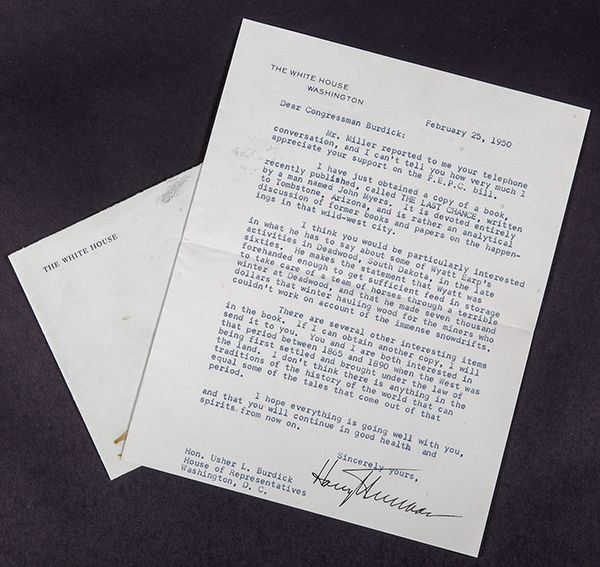 THE WHITE HOUSE
WASHINGTON
February 25, 1950
Dear Congressman Burdick:
Mr. Miller reported to me your telephone
conversation, and I can't tell you how very much I
appreciate your support on the F.E.P.C. bill.
I have just obtained a copy of a book,
recently published, called THE LAST CHANCE, written
by a man named John Myers. It is devoted entirely
to Tombstone, Arizona, and is rather an analytical
discussion of former books and papers on the happen-
ings in that wild-west city.
I think you would be particularly interested
in what he has to say about some of Wyatt Earp's
activities in Deadwood, South Dakota, in the late
sixties. He makes the statement that Wyatt was
forehanded enough to get sufficient feed in storage
to take care of a team of horses through a terrible
winter at Deadwood, and that he made seven thousand
dollars that winter hauling wood for the miners who
couldn't work on account of the immense snowdrifts.
There are several other interesting items
in the book. If I can obtain another copy, I will
send it to you. You and I are both interested in
that period between 1865 and 1890 when the West was
being first settled and brought under the law of
the land. I don't think there is anything in the
traditions of the history of the world that can
equal some of the tales that come out of that
period.
I hope everything is going well with you,
and that you will continue in good health and
spirits from now on.
Sincerely yours,
Harry Truman
Hon. Usher L. Burdick
House of Representatives
Washington, D. C.
THE WHITE HOUSE